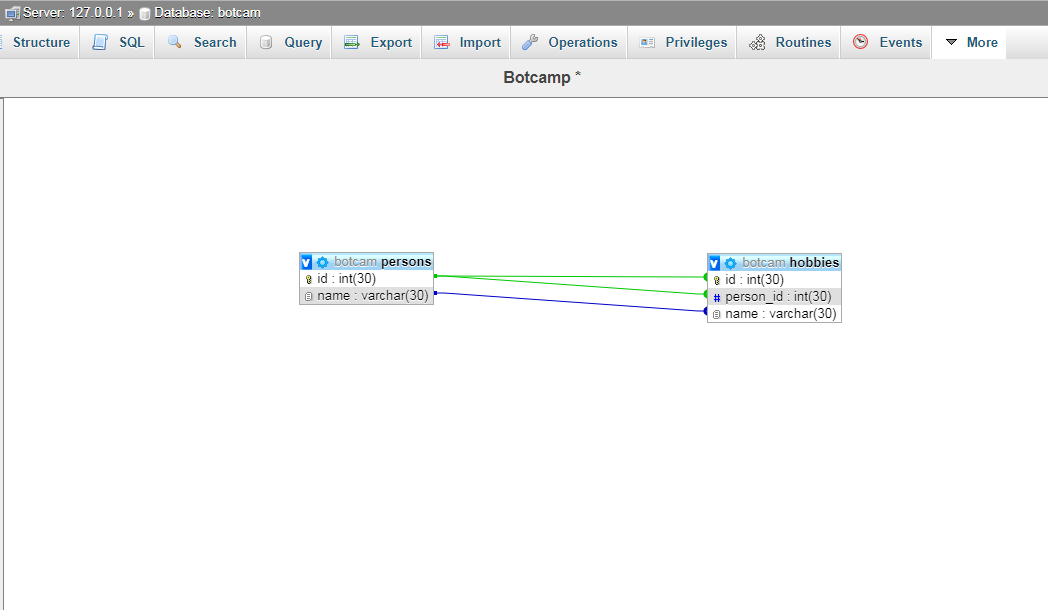 Server: 127.0.0.1 » Database: botcam
Structure SQL Search Query Export Import Operations Privileges Routines Events More
Botcamp *
botcam persons
id : int(30)
name : varchar(30)
botcam hobbies
id : int(30)
person_id : int(30)
name : varchar(30)